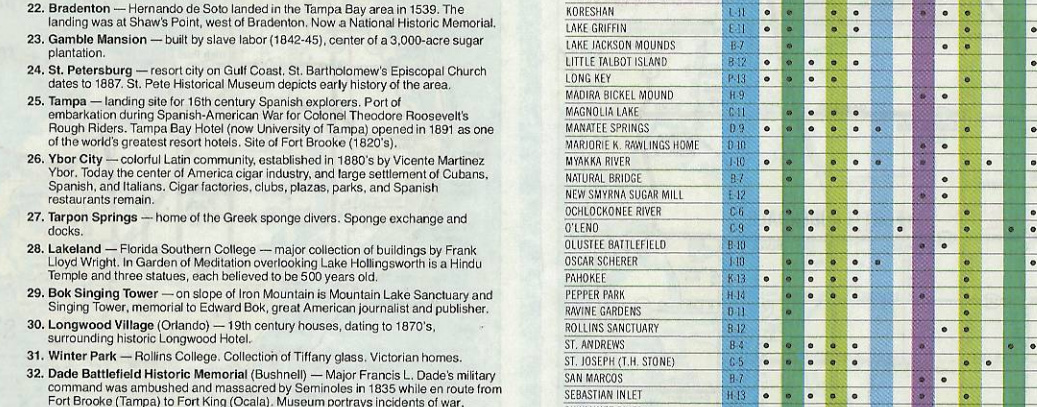 22. Bradenton — Hernando de Soto landed in the Tampa Bay area in 1539. The
landing was at Shaw's Point, west of Bradenton. Now a National Historic Memorial.
23. Gamble Mansion — built by slave labor (1842-45), center of a 3,000-acre sugar
plantation.
24. St. Petersburg — resort city on Gulf Coast. St. Bartholomew's Episcopal Church
dates to 1887. St. Pete Historical Museum depicts early history of the area.
25. Tampa — landing site for 16th century Spanish explorers. Port of
embarkation during Spanish-American War for Colonel Theodore Roosevelt's
Rough Riders. Tampa Bay Hotel (now University of Tampa) opened in 1891 as one
of the world's greatest resort hotels. Site of Fort Brooke (1820's).
26. Ybor City — colorful Latin community, established in 1880's by Vicente Martinez
Ybor. Today the center of America cigar industry, and large settlement of Cubans,
Spanish, and Italians. Cigar factories, clubs, plazas, parks, and Spanish
restaurants remain.
27. Tarpon Springs — home of the Greek sponge divers. Sponge exchange and
docks.
28. Lakeland — Florida Southern College — major collection of buildings by Frank
Lloyd Wright. In Garden of Meditation overlooking Lake Hollingsworth is a Hindu
Temple and three statues, each believed to be 500 years old.
29. Bok Singing Tower — on slope of Iron Mountain is Mountain Lake Sanctuary and
Singing Tower, memorial to Edward Bok, great American journalist and publisher.
30. Longwood Village (Orlando) — 19th century houses, dating to 1870's,
surrounding historic Longwood Hotel.
31. Winter Park — Rollins College. Collection of Tiffany glass. Victorian homes.
32. Dade Battlefield Historic Memorial (Bushnell) — Major Francis L. Dade's military
command was ambushed and massacred by Seminoles in 1835 while en route from
Fort Brooke (Tampa) to Fort King (Ocala). Museum portrays incidents of war.
KORESHAN L-11
LAKE GRIFFIN E-11
LAKE JACKSON MOUNDS B-7
LITTLE TALBOT ISLAND B-12
LONG KEY P-13
MADIRA BICKEL MOUND H-9
MAGNOLIA LAKE C-11
MANATEE SPRINGS D-9
MARJORIE K. RAWLINGS HOME D-10
MYAKKA RIVER J-10
NATURAL BRIDGE B-7
NEW SMYRNA SUGAR MILL E-12
OCHLOCKONEE RIVER C-6
O'LENO C-9
OLUSTEE BATTLEFIELD B-10
OSCAR SCHERER J-10
PAHOKEE K-13
PEPPER PARK H-14
RAVINE GARDENS D-11
ROLLINS SANCTUARY B-12
ST. ANDREWS B-4
ST. JOSEPH (T.H. STONE) C-5
SAN MARCOS B-7
SEBASTIAN INLET H-13